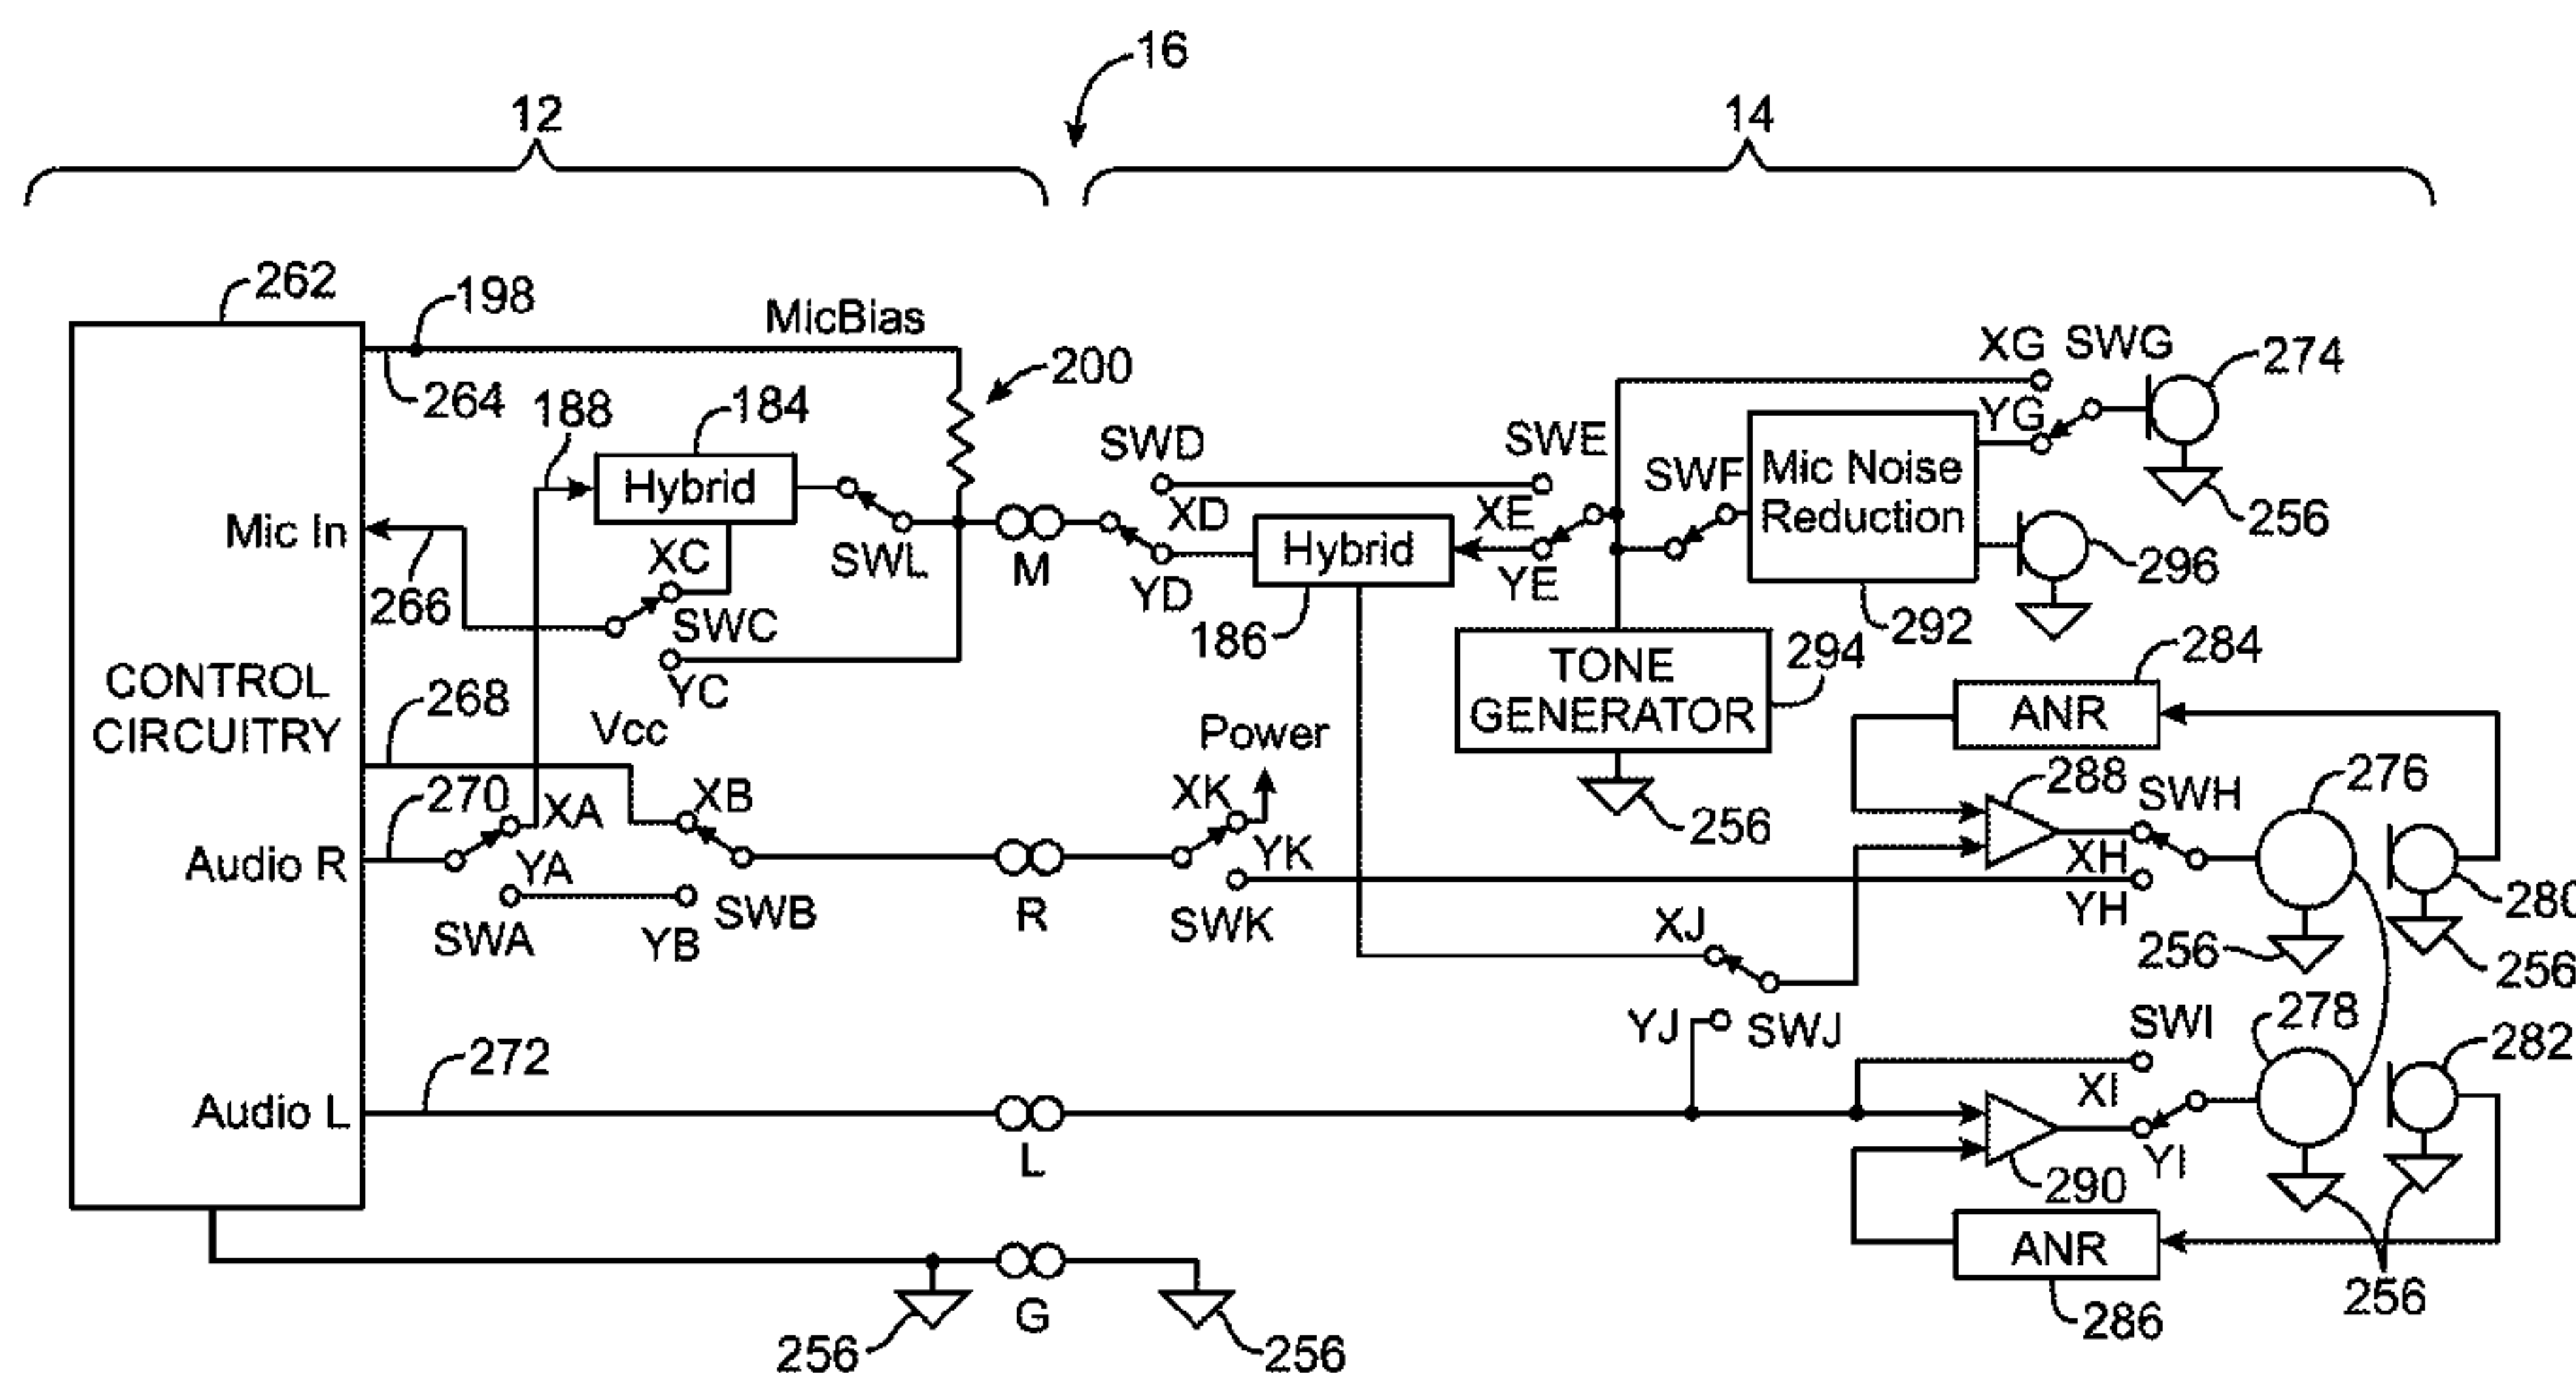 16
12
14
262
198
MicBias
264
188
184
200
Hybrid
Mic In
266
XC
SWC
YC
SWL
M
SWD
XD
YD
SWE
XE
YE
Hybrid
186
SWF
Mic Noise
Reduction
292
XG
SWG
YG
274
256
296
TONE
GENERATOR
294
256
284
ANR
CONTROL
CIRCUITRY
268
Vcc
270
XA
YA
SWA
XB
YB
SWB
Audio R
R
Power
XK
YK
SWK
288
SWH
XH
YH
276
280
256
256
XJ
YJ
SWJ
SWI
XI
YI
278
282
272
Audio L
L
290
ANR
286
256
G
256
256